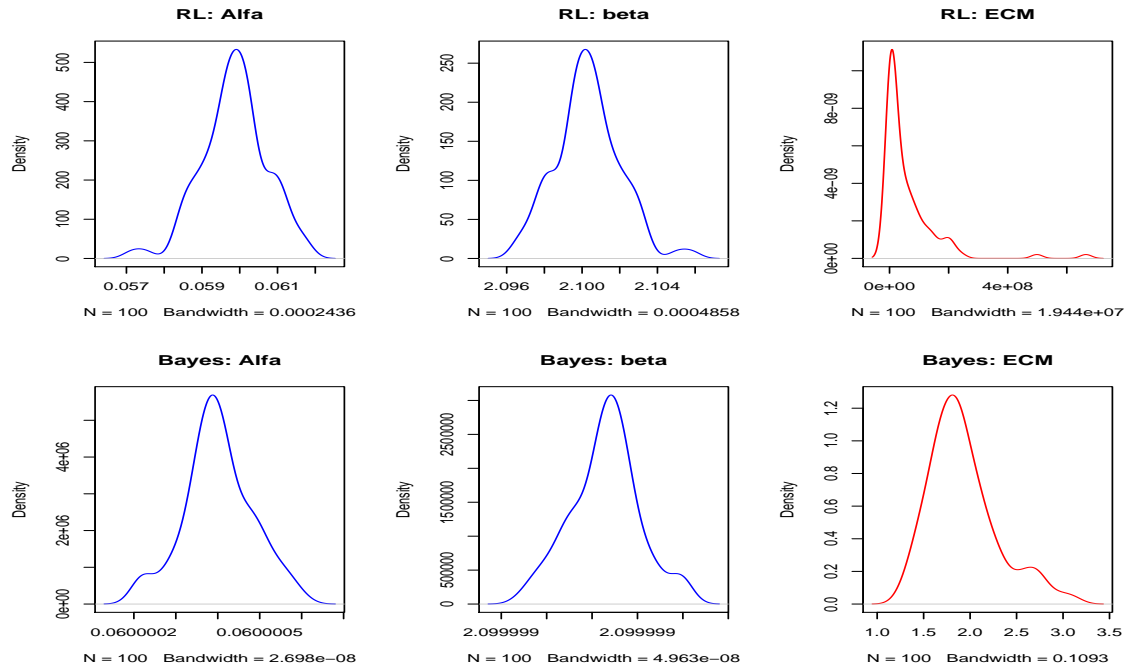 RL: Alfa
Density
0 100 200 300 400 500
0.057 0.059 0.061
N = 100 Bandwidth = 0.0002436
RL: beta
Density
0 50 100 150 200 250
2.096 2.100 2.104
N = 100 Bandwidth = 0.0004858
RL: ECM
Density
0e+00 4e−09 8e−09
0e+00 4e+08
N = 100 Bandwidth = 1.944e+07
Bayes: Alfa
Density
0e+00 2e+06 4e+06
0.0600002 0.0600005
N = 100 Bandwidth = 2.698e−08
Bayes: beta
Density
0 500000 1500000 2500000
2.099999 2.099999
N = 100 Bandwidth = 4.963e−08
Bayes: ECM
Density
0.0 0.2 0.4 0.6 0.8 1.0 1.2
1.0 1.5 2.0 2.5 3.0 3.5
N = 100 Bandwidth = 0.1093